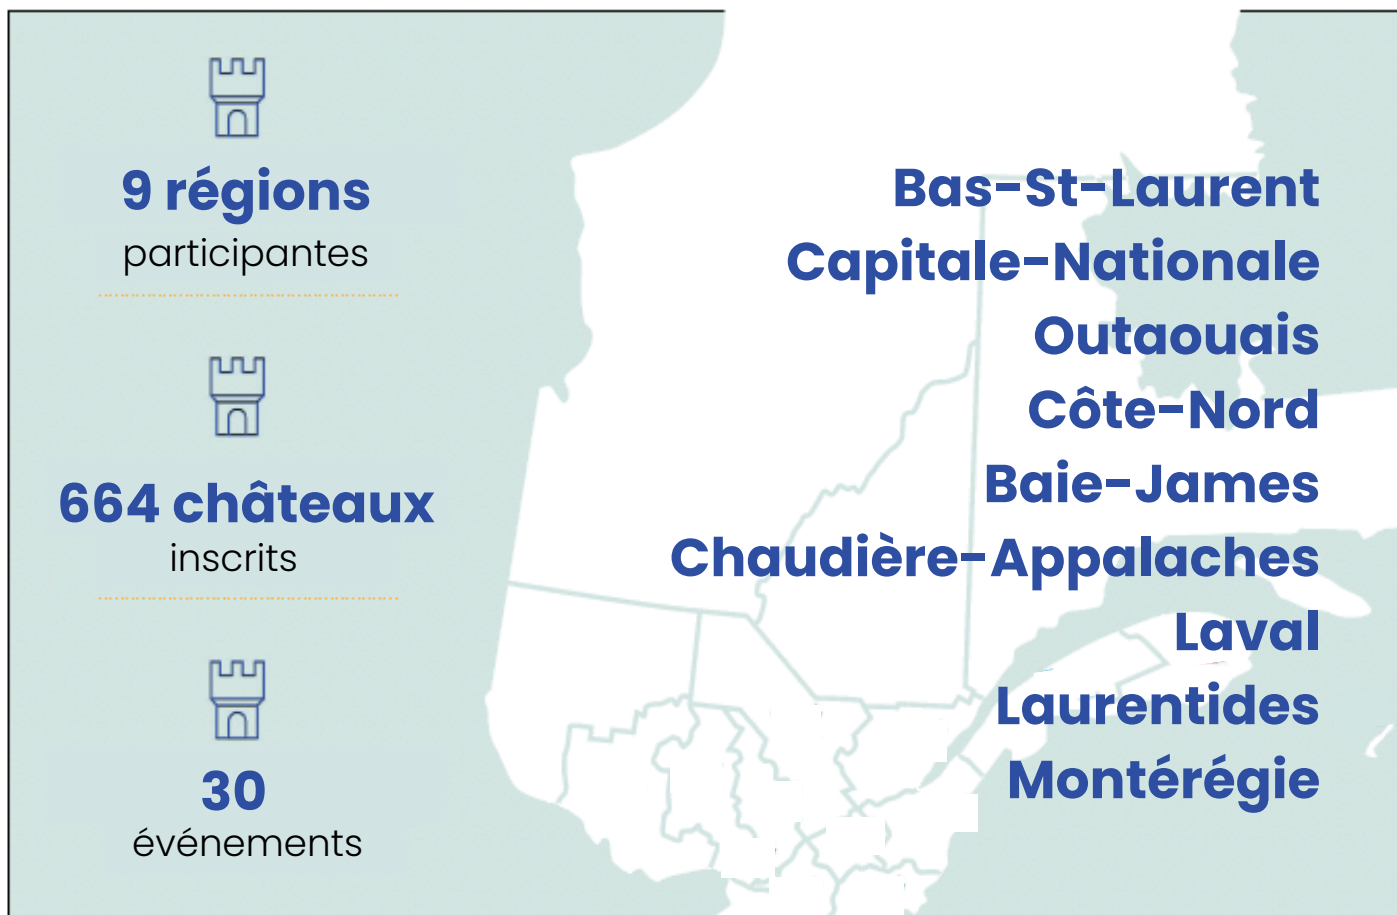 9 régions
participantes
664 châteaux
inscrits
30
événements
Bas-St-Laurent
Capitale-Nationale
Outaouais
Côte-Nord
Baie-James
Chaudière-Appalaches
Laval
Laurentides
Montérégie